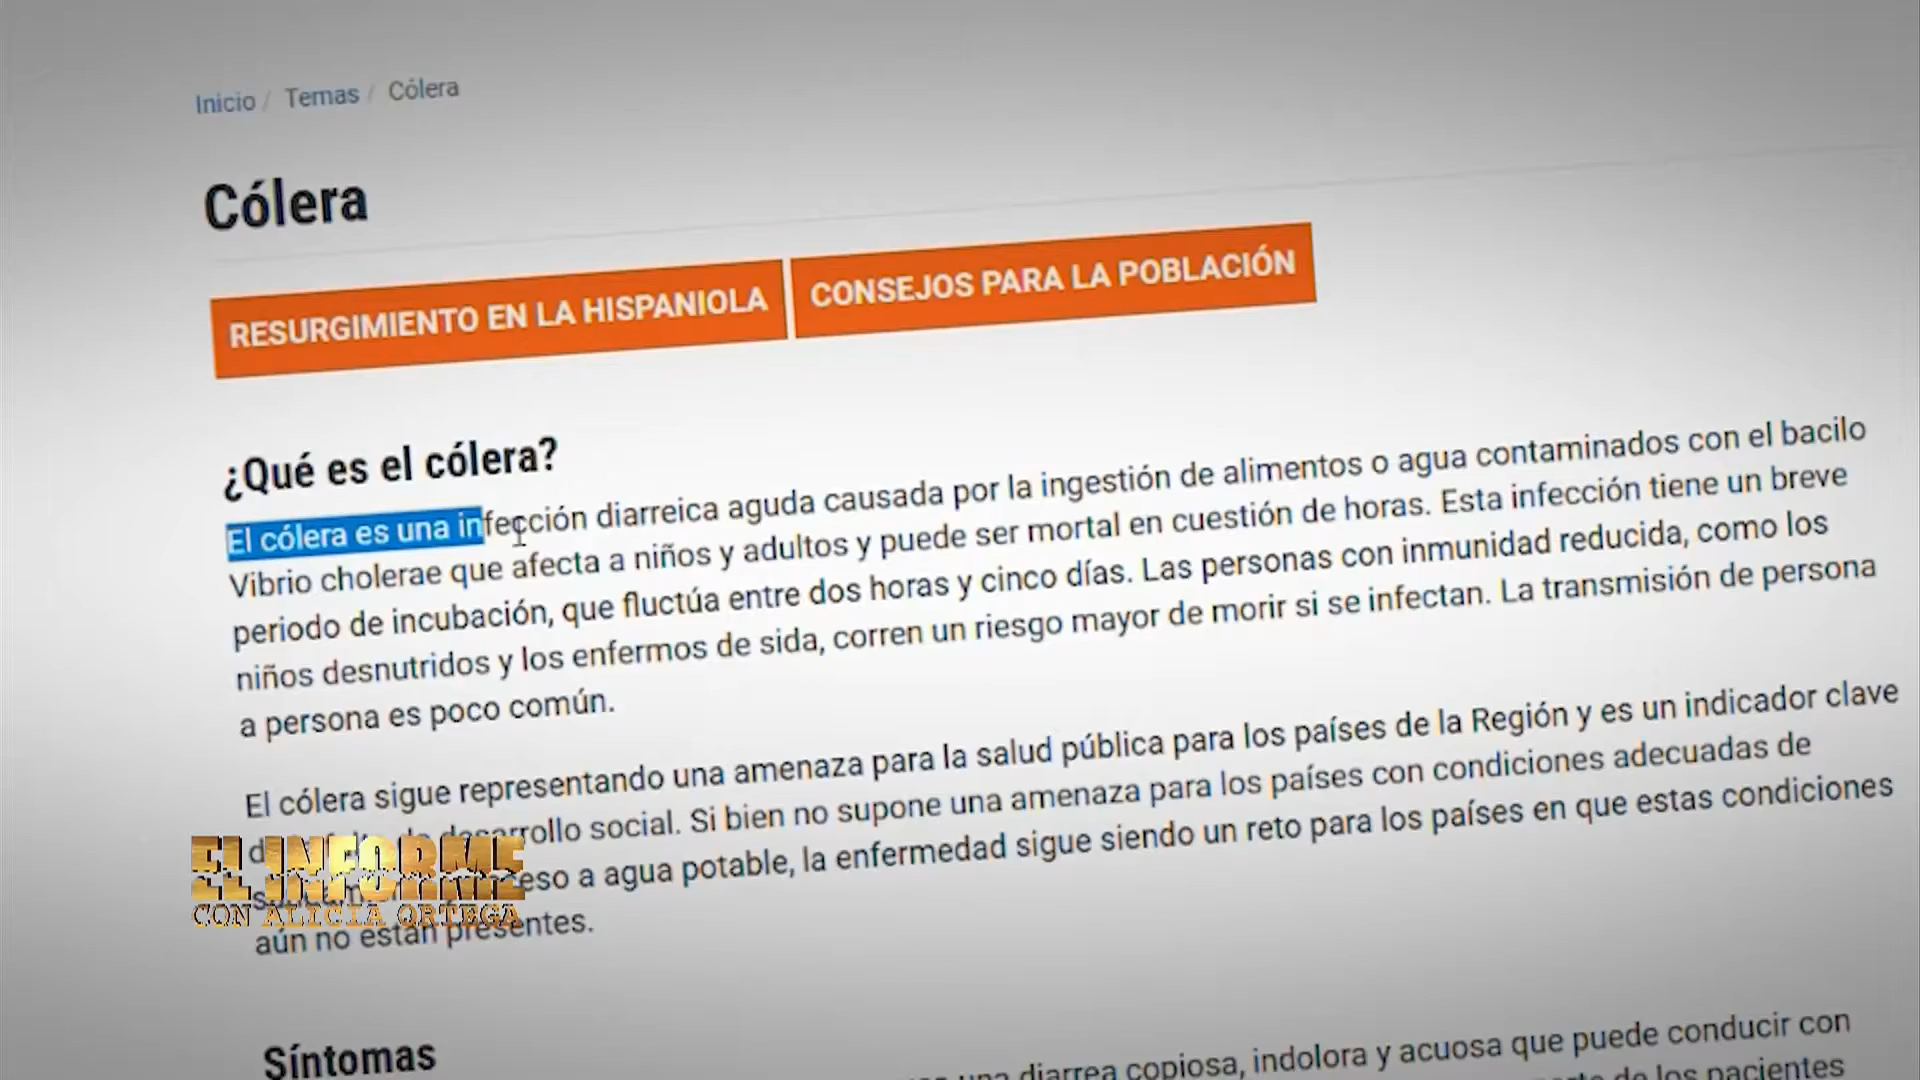 Inicio / Temas / Cólera
Cólera
RESURGIMIENTO EN LA HISPANIOLA
CONSEJOS PARA LA POBLACIÓN
¿Qué es el cólera?
El cólera es una infección diarreica aguda causada por la ingestión de alimentos o agua contaminados con el bacilo
Vibrio cholerae que afecta a niños y adultos y puede ser mortal en cuestión de horas. Esta infección tiene un breve
periodo de incubación, que fluctúa entre dos horas y cinco días. Las personas con inmunidad reducida, como los
niños desnutridos y los enfermos de sida, corren un riesgo mayor de morir si se infectan. La transmisión de persona
a persona es poco común.
El cólera sigue representando una amenaza para la salud pública para los países de la Región y es un indicador clave
desarrollo social. Si bien no supone una amenaza para los países con condiciones adecuadas de
a agua potable, la enfermedad sigue siendo un reto para los países en que estas condiciones
aún no están presentes.
EL INFORME
CON ALICIA ORTEGA
Síntomas
una diarrea copiosa, indolora y acuosa que puede conducir con
de los pacientes